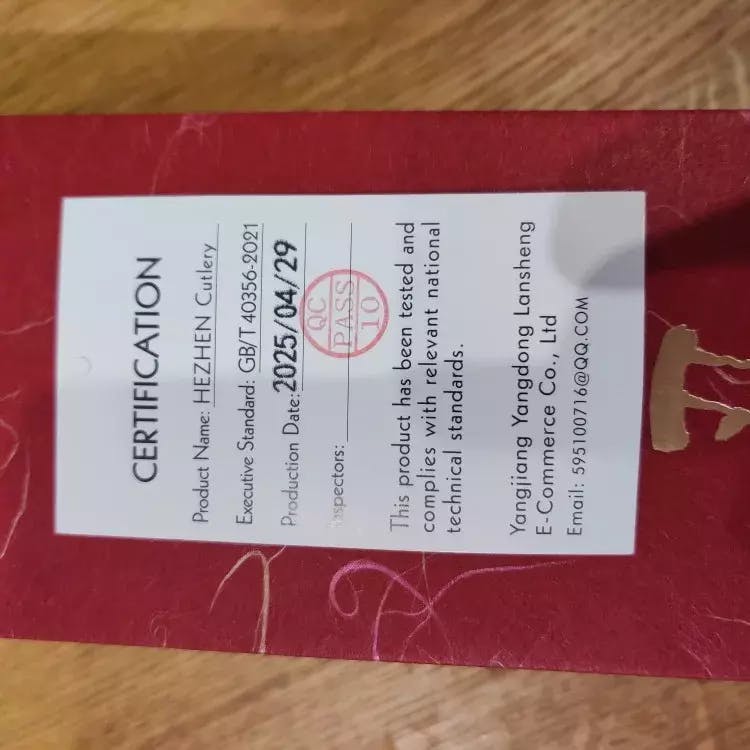 CERTIFICATION
Product Name: HEZHEN Cutlery
Executive Standard: GB/T 40356-2021
Production Date: 2025/04/29
Inspectors:
QC
PASS
10
This product has been tested and
complies with relevant national
technical standards.
Yangjiang Yangdong Lansheng
E-Commerce Co., Ltd
Email: 595100716@QQ.COM